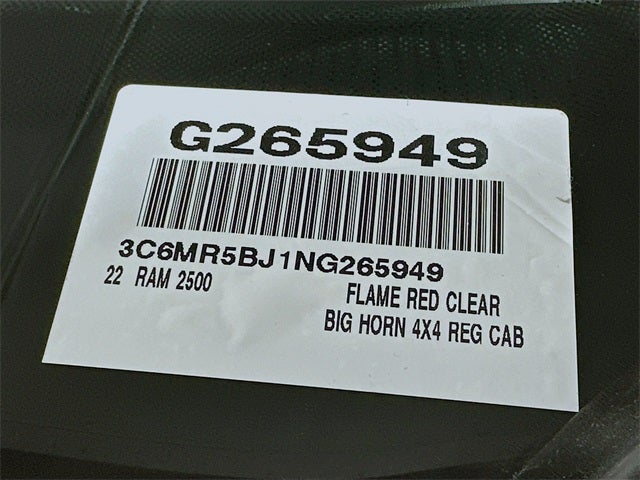 G265949
3C6MR5BJ1NG265949
22 RAM 2500 FLAME RED CLEAR
BIG HORN 4X4 REG CAB